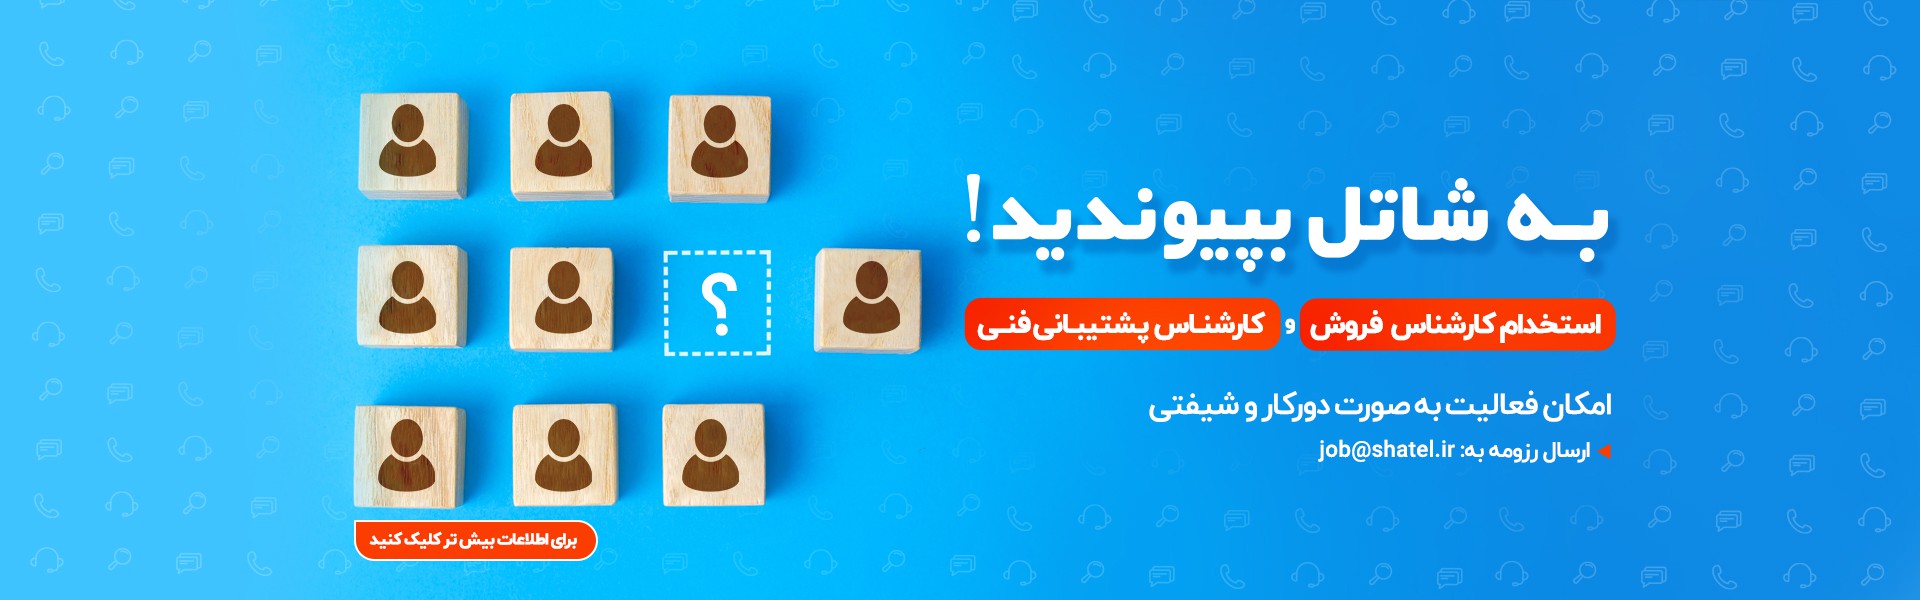 بـه شاتل بپیوندید!
استخدام کارشناس فروش و کارشناس پشتیبانی فنی
امکان فعالیت به صورت دورکار و شیفتی
ارسال رزومه به: job@shatel.ir
؟
برای اطلاعات بیش تر کلیک کنید